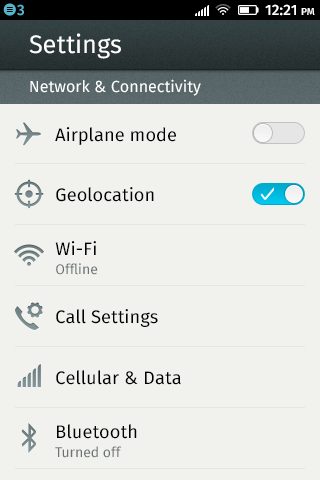 3 12:21 PM
Settings
Network & Connectivity
Airplane mode
Geolocation
Wi-Fi
Offline
Call Settings
Cellular & Data
Bluetooth
Turned off